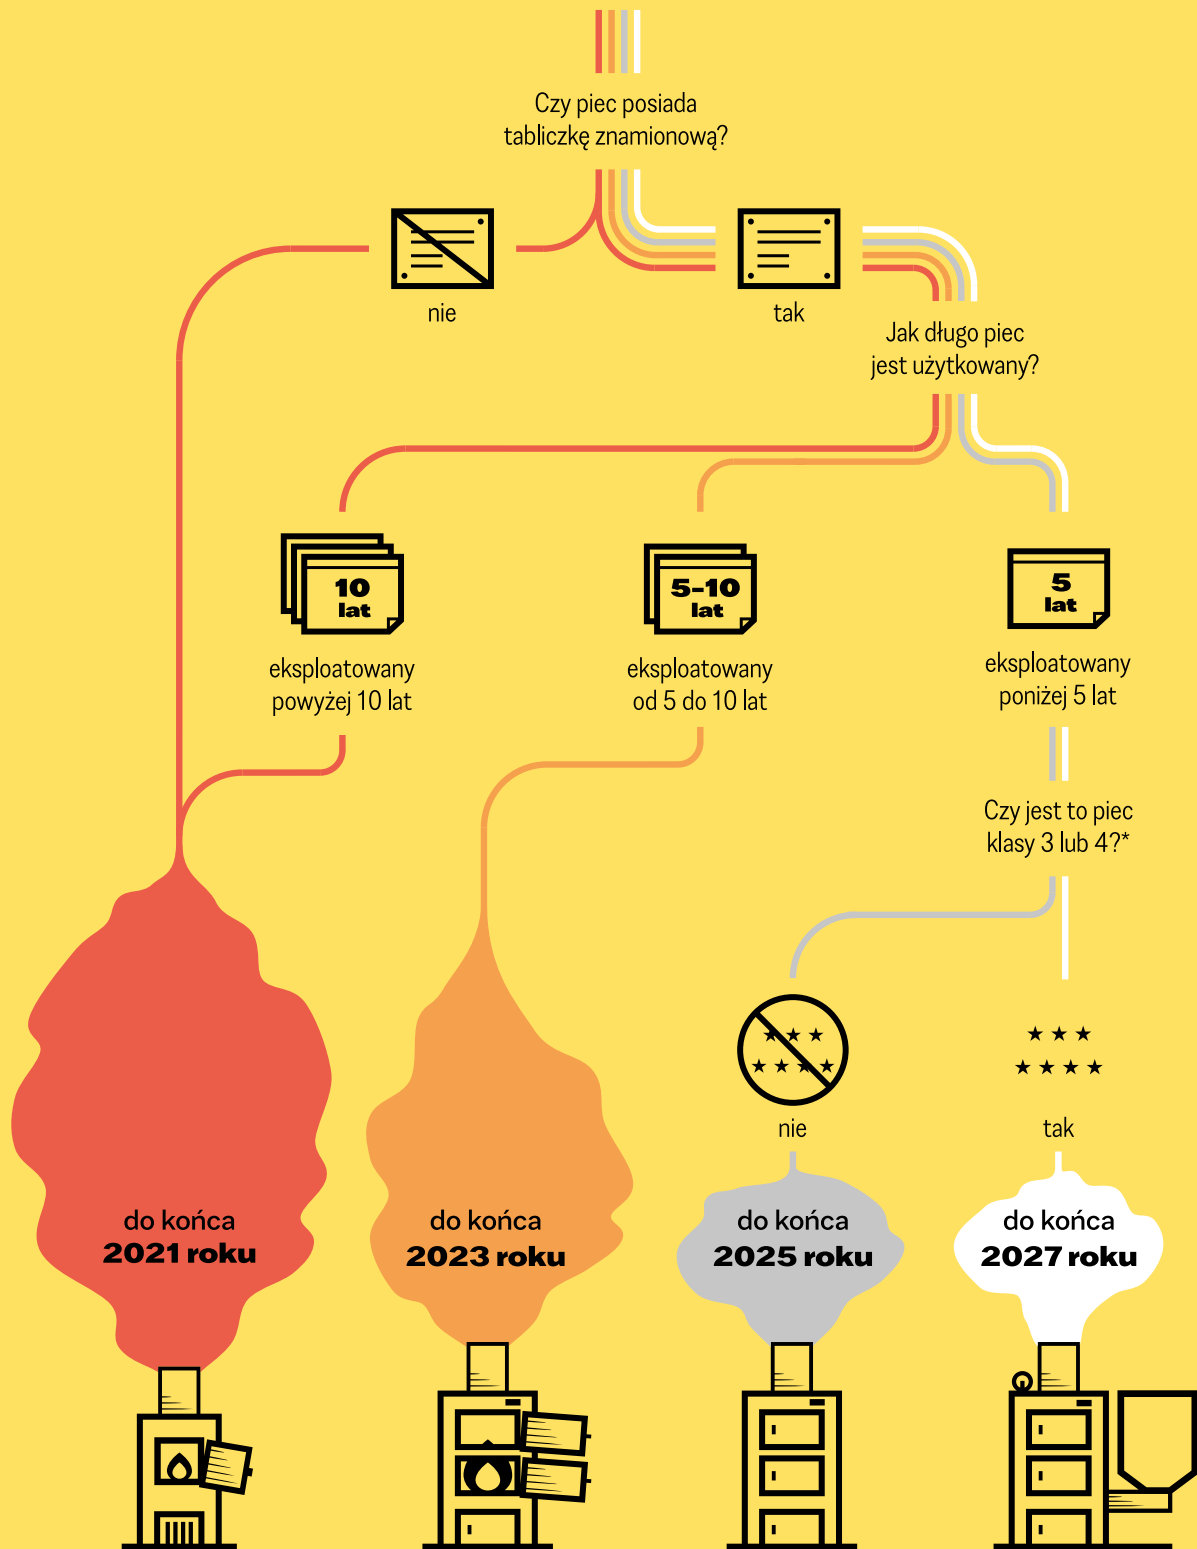 Czy piec posiada
tabliczkę znamionową?
nie
tak
Jak długo piec
jest użytkowany?
10
lat
eksploatowany
powyżej 10 lat
5-10
lat
eksploatowany
od 5 do 10 lat
5
lat
eksploatowany
poniżej 5 lat
Czy jest to piec
klasy 3 lub 4?*
nie
tak
do końca
2021 roku
do końca
2023 roku
do końca
2025 roku
do końca
2027 roku